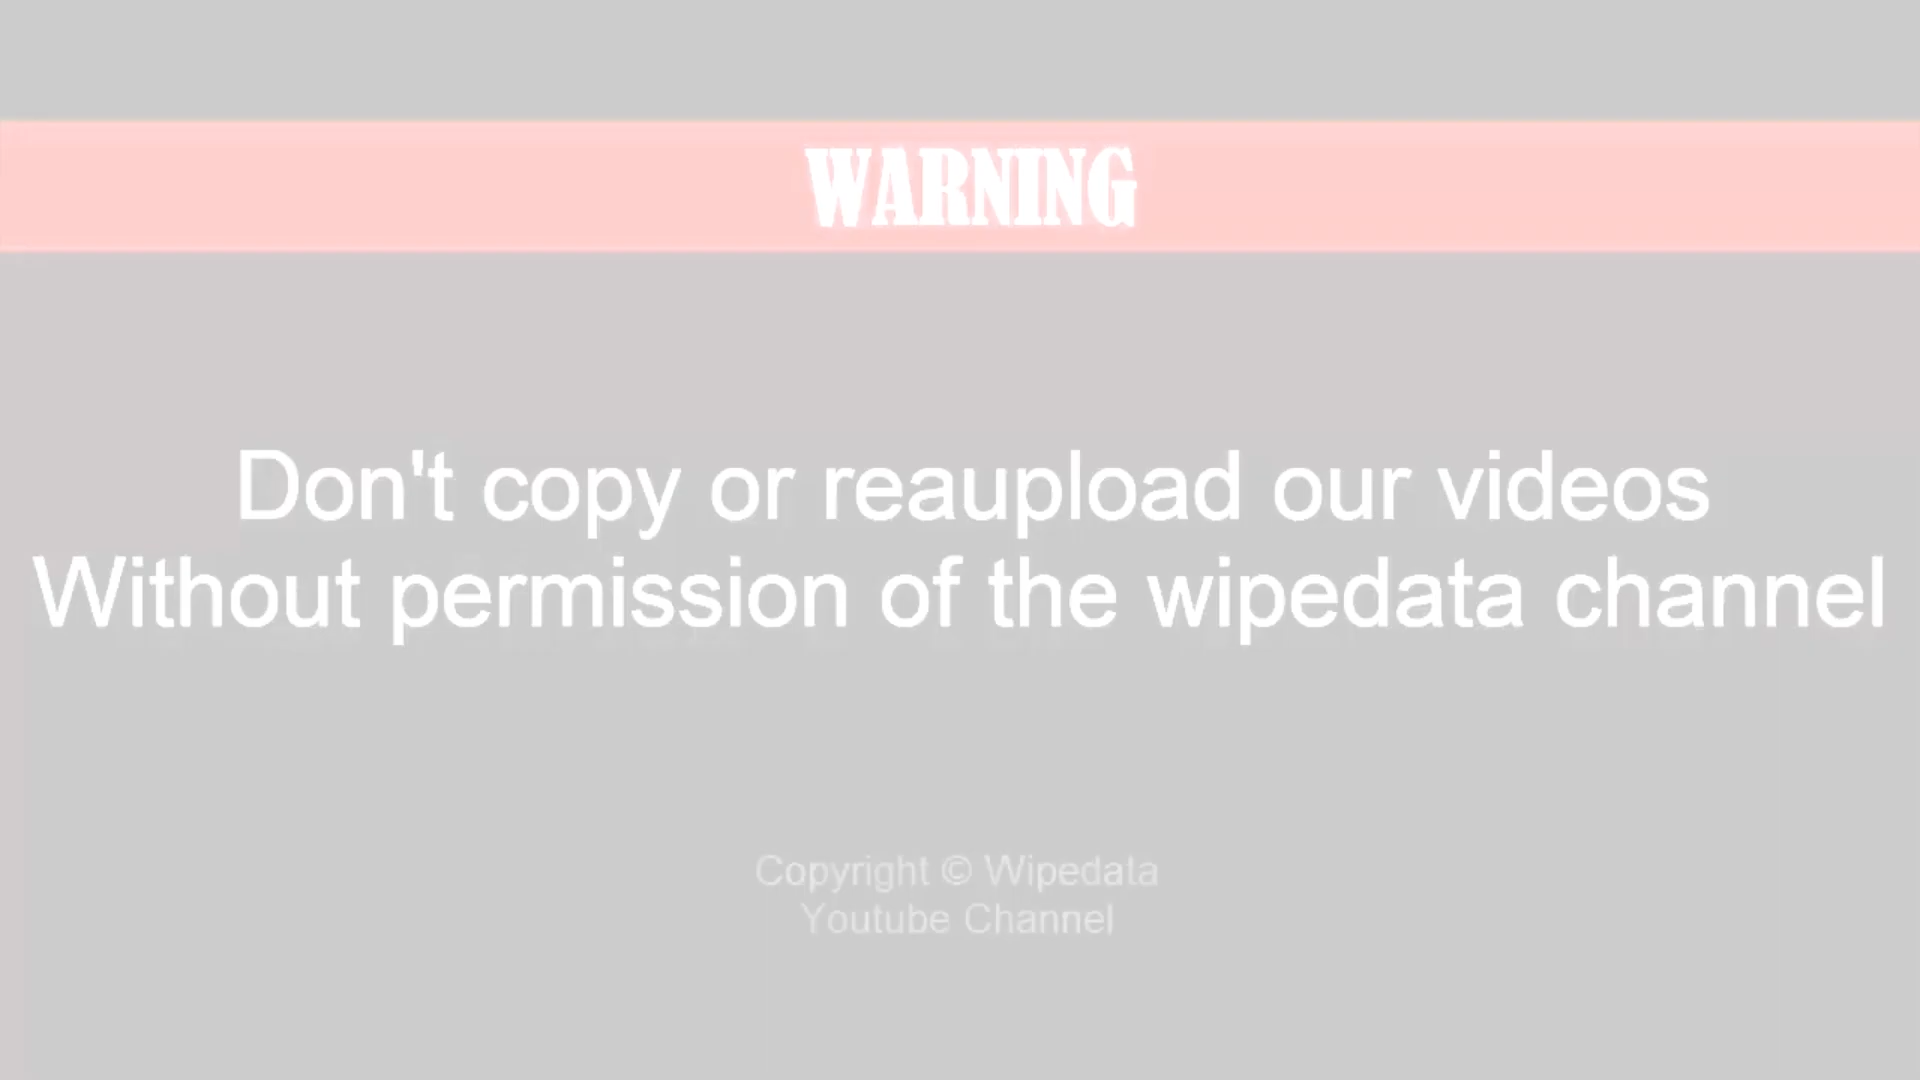 WARNING
Don't copy or reaupload our videos
Without permission of the wipedata channel
Copyright © Wipedata
Youtube Channel